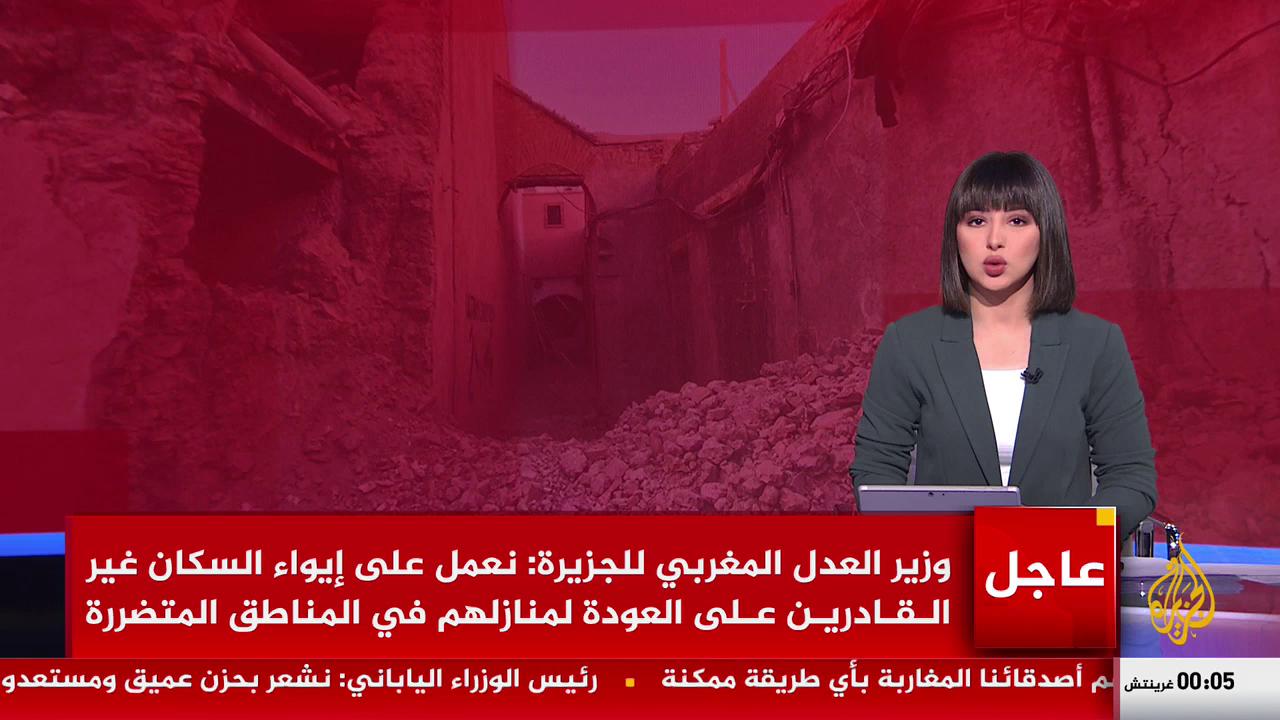 عاجل
وزير العدل المغربي للجزيرة: نعمل على إيواء السكان غير
القادرين على العودة لمنازلهم في المناطق المتضررة
أصدقائنا المغاربة بأي طريقة ممكنة ▪ رئيس الوزراء الياباني: نشعر بحزن عميق ومستعدو
00:05 غرينتش
الجزيرة